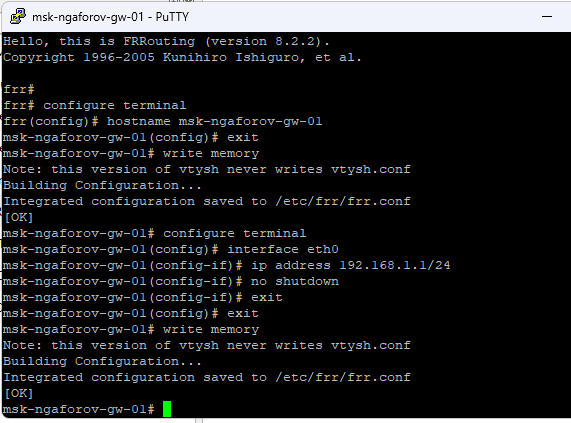 msk-ngaforov-gw-01 - PuTTY
Hello, this is FRRouting (version 8.2.2).
Copyright 1996-2005 Kunihiro Ishiguro, et al.
frr#
frr# configure terminal
frr(config)# hostname msk-ngaforov-gw-01
msk-ngaforov-gw-01(config)# exit
msk-ngaforov-gw-01# write memory
Note: this version of vtysh never writes vtysh.conf
Building Configuration...
Integrated configuration saved to /etc/frr/frr.conf
[OK]
msk-ngaforov-gw-01# configure terminal
msk-ngaforov-gw-01(config)# interface eth0
msk-ngaforov-gw-01(config-if)# ip address 192.168.1.1/24
msk-ngaforov-gw-01(config-if)# no shutdown
msk-ngaforov-gw-01(config-if)# exit
msk-ngaforov-gw-01(config)# exit
msk-ngaforov-gw-01# write memory
Note: this version of vtysh never writes vtysh.conf
Building Configuration...
Integrated configuration saved to /etc/frr/frr.conf
[OK]
msk-ngaforov-gw-01#